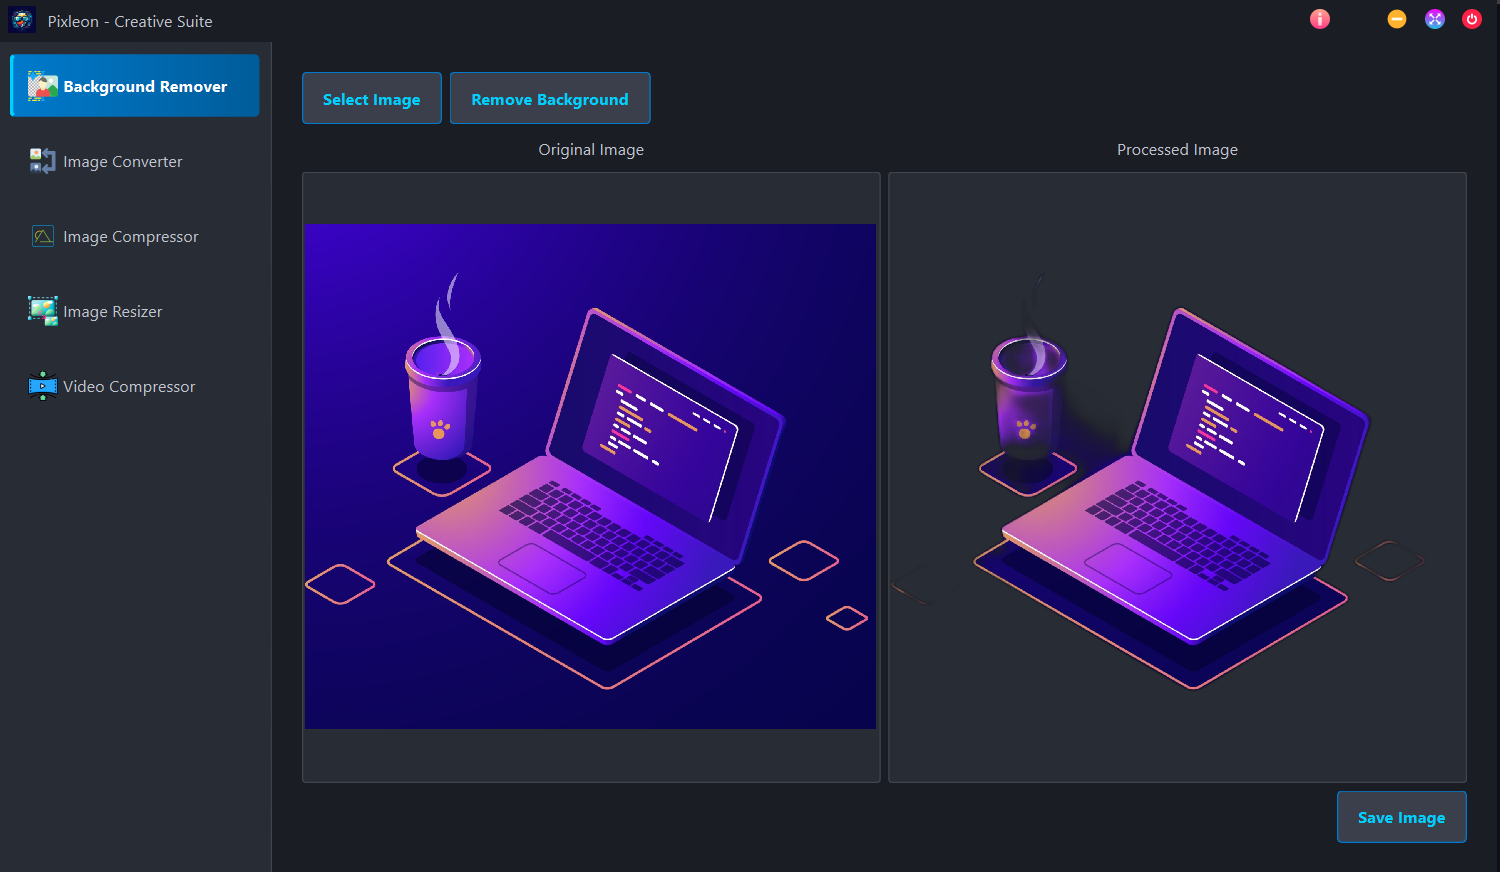 Pixleon - Creative Suite
Background Remover
Image Converter
Image Compressor
Image Resizer
Video Compressor
Select Image
Remove Background
Original Image
Processed Image
Save Image